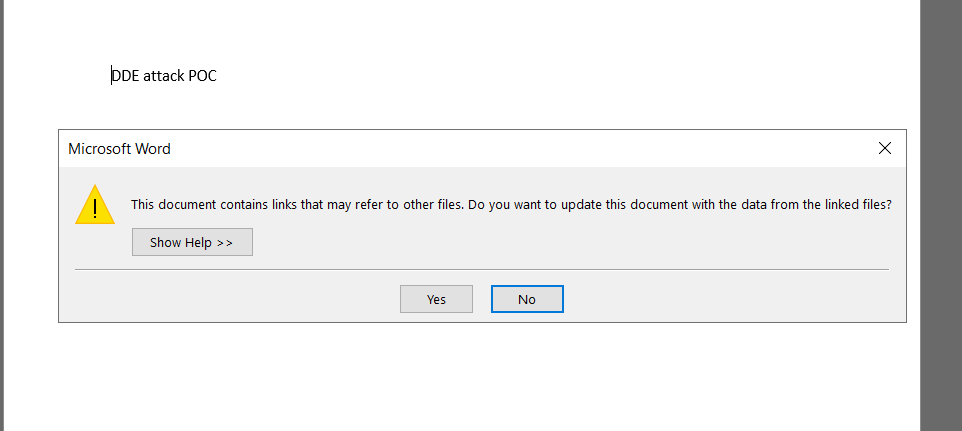 DDE attack POC
Microsoft Word
This document contains links that may refer to other files. Do you want to update this document with the data from the linked files?
Show Help >>
Yes No